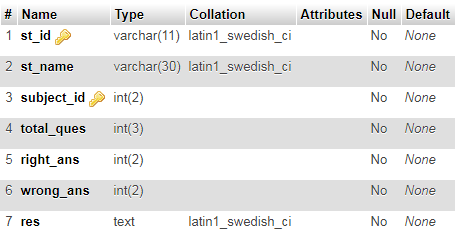 # Name Type Collation Attributes Null Default
1 st_id varchar(11) latin1_swedish_ci No None
2 st_name varchar(30) latin1_swedish_ci No None
3 subject_id int(2) No None
4 total_ques int(3) No None
5 right_ans int(2) No None
6 wrong_ans int(2) No None
7 res text latin1_swedish_ci No None